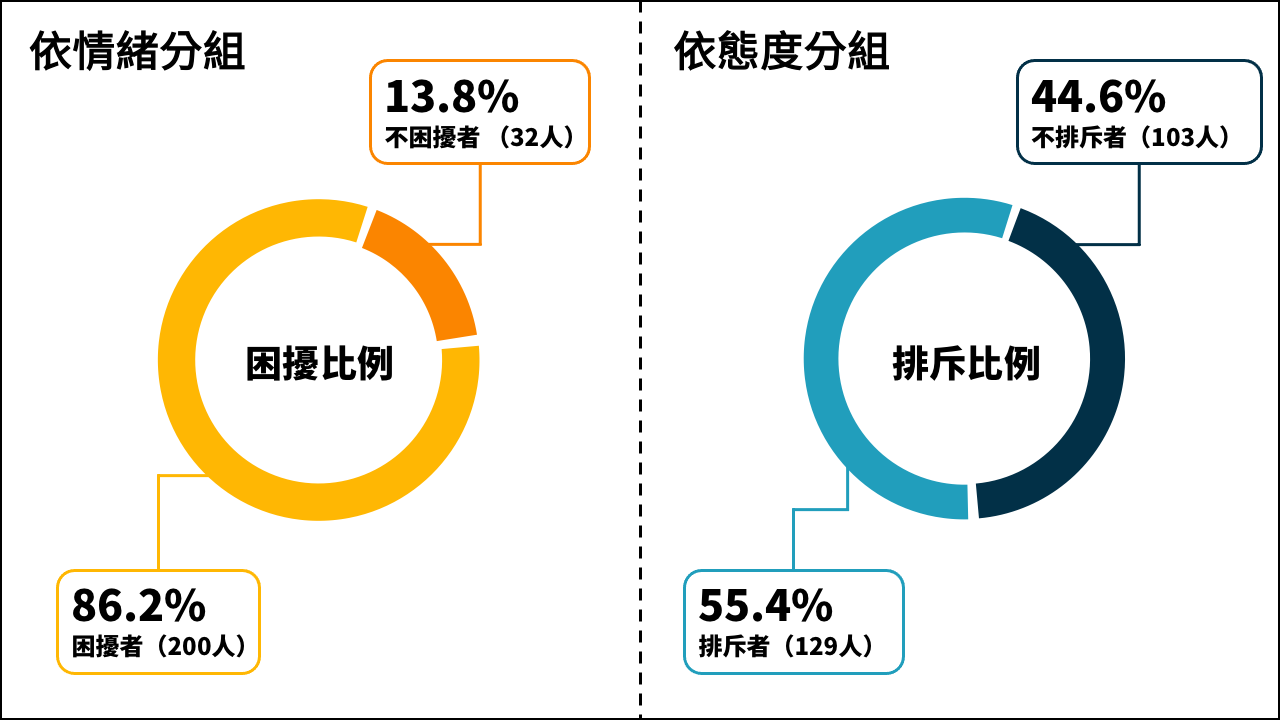 依情緒分組
13.8%
不困擾者 （32人）
困擾比例
86.2%
困擾者（200人）
依態度分組
44.6%
不排斥者（103人）
排斥比例
55.4%
排斥者（129人）